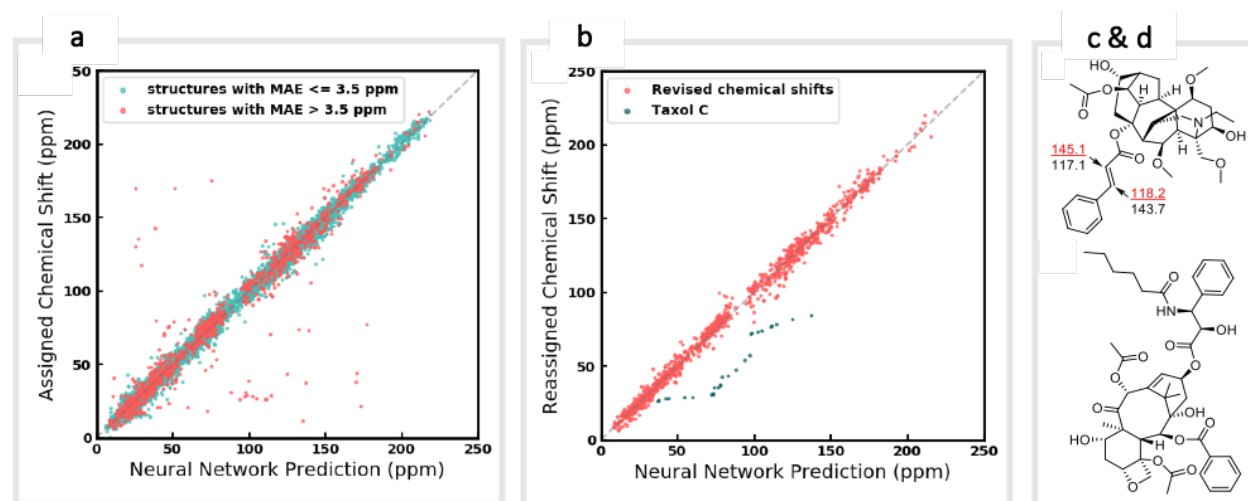 a
50
structures with MAE <= 3.5 ppm
structures with MAE > 3.5 ppm
200
150
100
50
0
0 50 100 150 200 250
Assigned Chemical Shift (ppm)
Neural Network Prediction (ppm)
b
250
Revised chemical shifts
Taxol C
200
150
100
50
0
0 50 100 150 200 250
Reassigned Chemical Shift (ppm)
Neural Network Prediction (ppm)
c & d
HO
O
O
O
H
H
N
OH
H
O
O
O
O
145.1
117.1
118.2
143.7
O
HN
OH
O
O
O
O
O
OH
HO
H
O
O
O
O
O